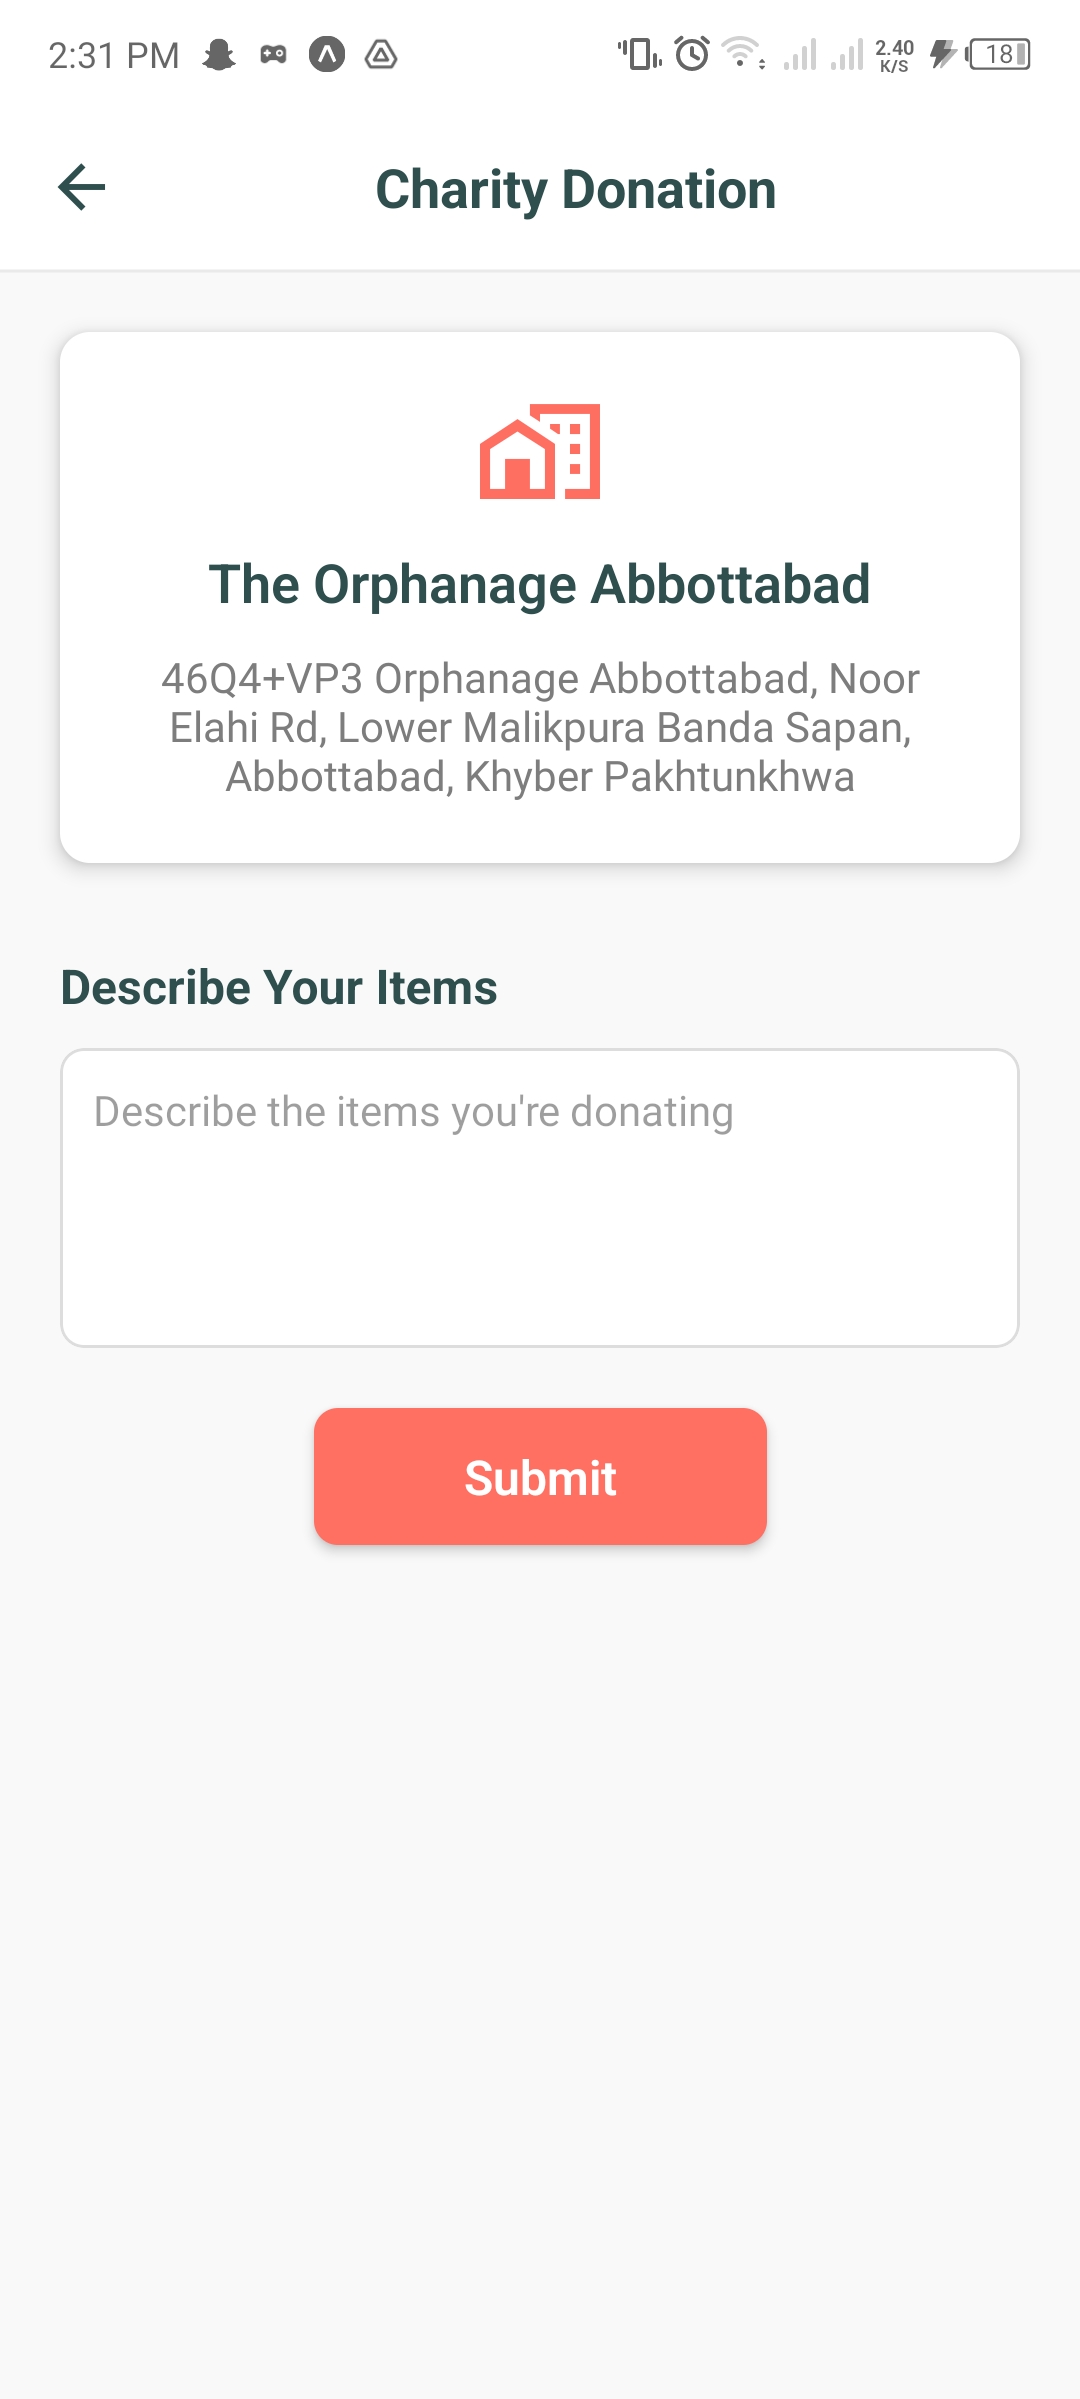 2:31 PM
2.40
K/S
18
Charity Donation
The Orphanage Abbottabad
46Q4+VP3 Orphanage Abbottabad, Noor
Elahi Rd, Lower Malikpura Banda Sapan,
Abbottabad, Khyber Pakhtunkhwa
Describe Your Items
Describe the items you're donating
Submit